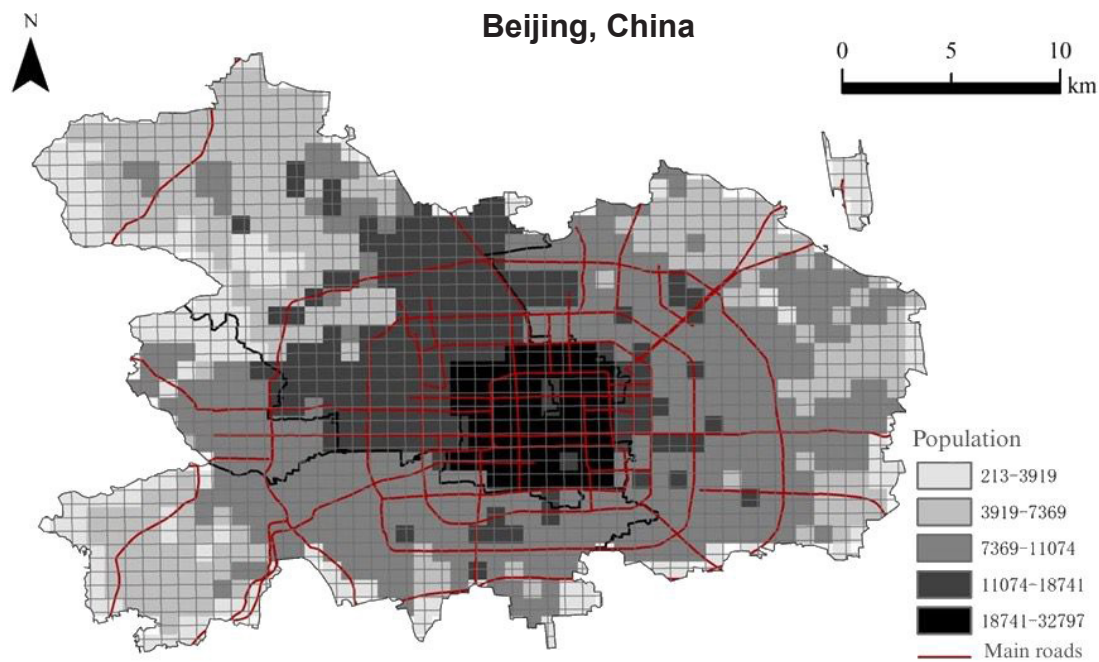 Beijing, China
N
0 5 10
km
Population
213-3919
3919-7369
7369-11074
11074-18741
18741-32797
Main roads